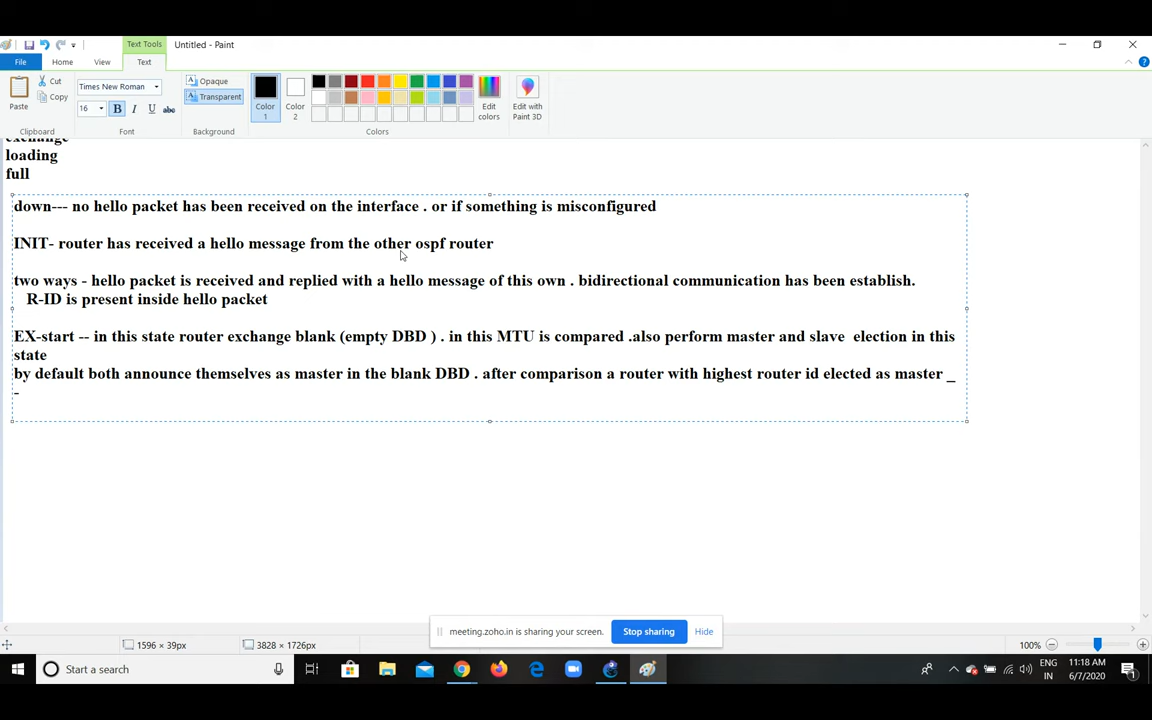 Text Tools
Untitled - Paint
File
Home
View
Text
Paste
Cut
Copy
Clipboard
Times New Roman
16
B I U abc
Font
Opaque
Transparent
Background
Color 1
Color 2
Edit colors
Edit with Paint 3D
Colors
exchange
loading
full
down--- no hello packet has been received on the interface . or if something is misconfigured
INIT- router has received a hello message from the other ospf router
two ways - hello packet is received and replied with a hello message of this own . bidirectional communication has been establish.
R-ID is present inside hello packet
EX-start -- in this state router exchange blank (empty DBD ) . in this MTU is compared .also perform master and slave election in this
state
by default both announce themselves as master in the blank DBD . after comparison a router with highest router id elected as master _
-
meeting.zoho.in is sharing your screen.
Stop sharing
Hide
1596 × 39px
3828 × 1726px
100%
Start a search
ENG
IN
11:18 AM
6/7/2020
1